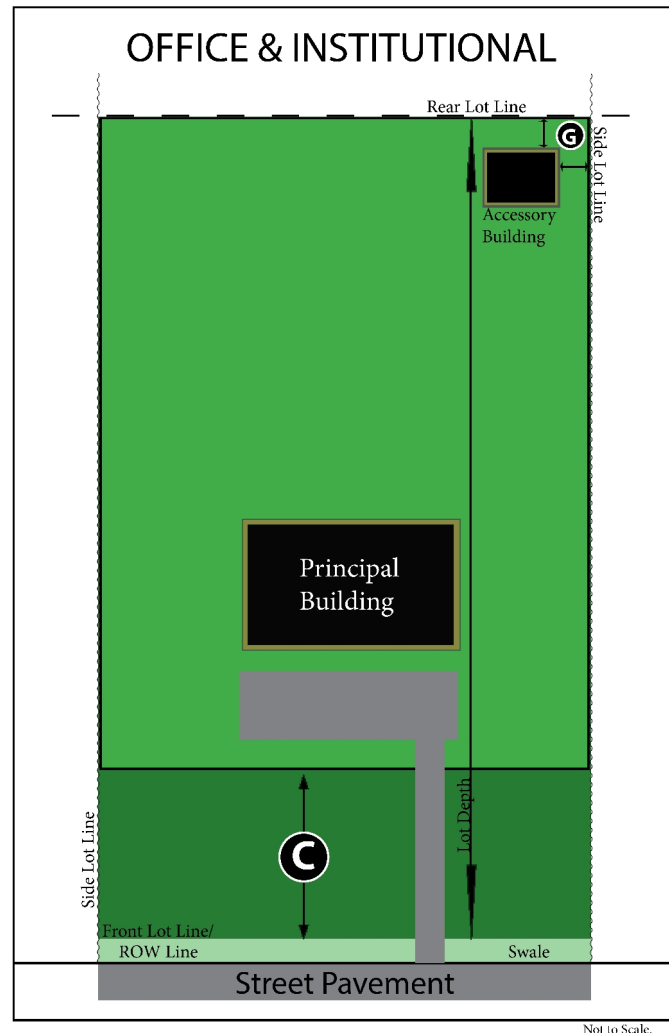 OFFICE & INSTITUTIONAL
Rear Lot Line
G
Side Lot Line
Accessory
Building
Principal
Building
Lot Depth
C
Side Lot Line
Front Lot Line/
ROW Line
Swale
Street Pavement
Not to Scale.